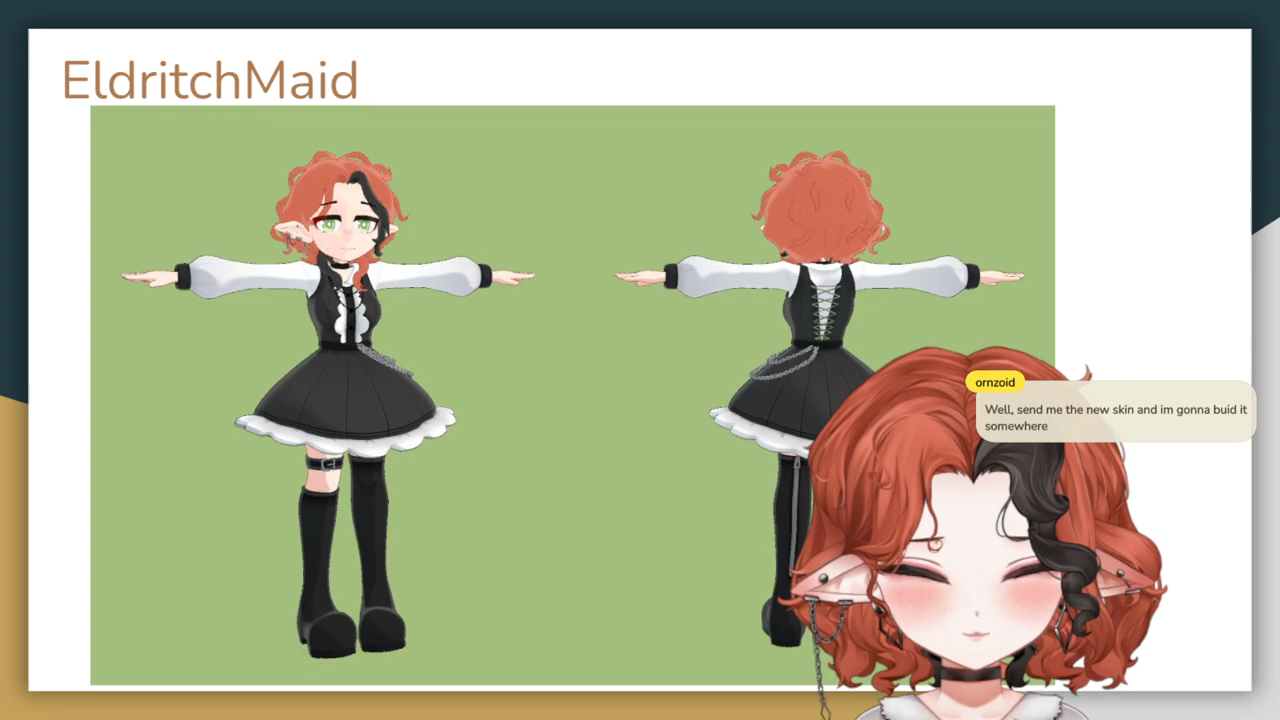 EldritchMaid
ornzoid
Well, send me the new skin and im gonna buid it
somewhere